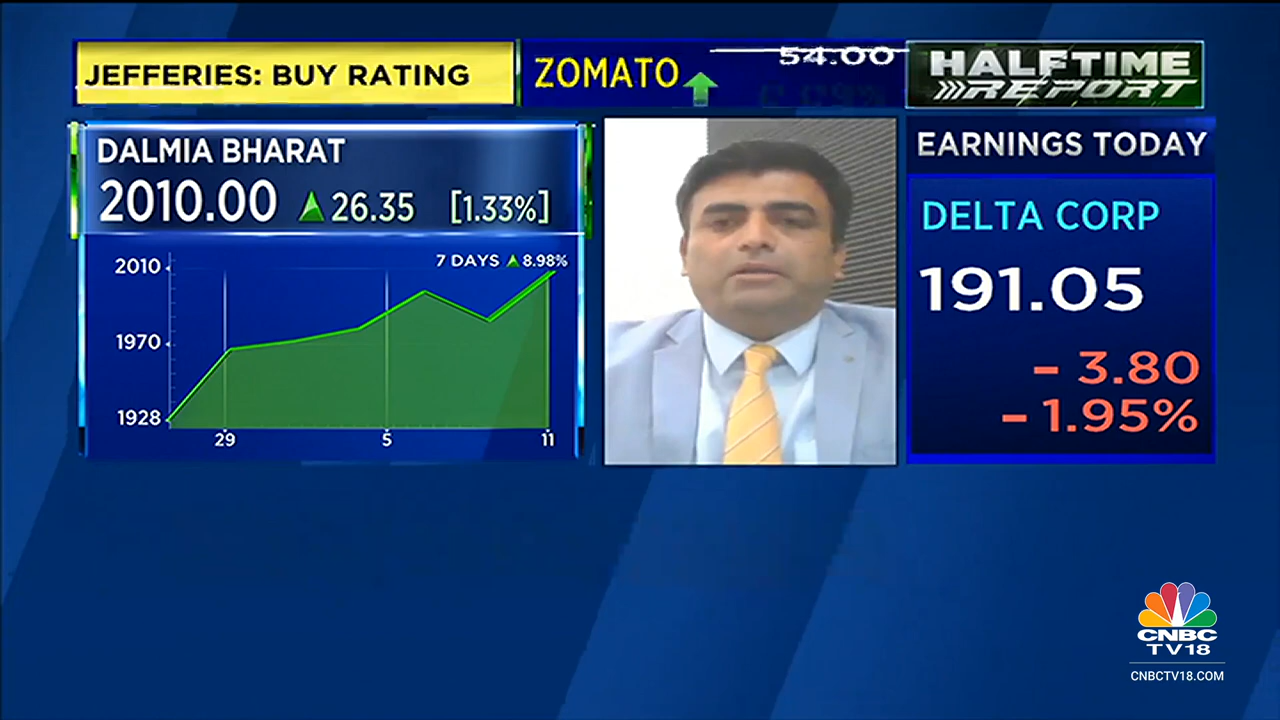 JEFFERIES: BUY RATING
ZOMATO
54.00
HALFTIME
REPORT
DALMIA BHARAT
2010.00 26.35 [1.33%]
7 DAYS 8.98%
2010
1970
1928
29 5 11
EARNINGS TODAY
DELTA CORP
191.05
- 3.80
- 1.95%
CNBC
TV18
CNBCTV18.COM